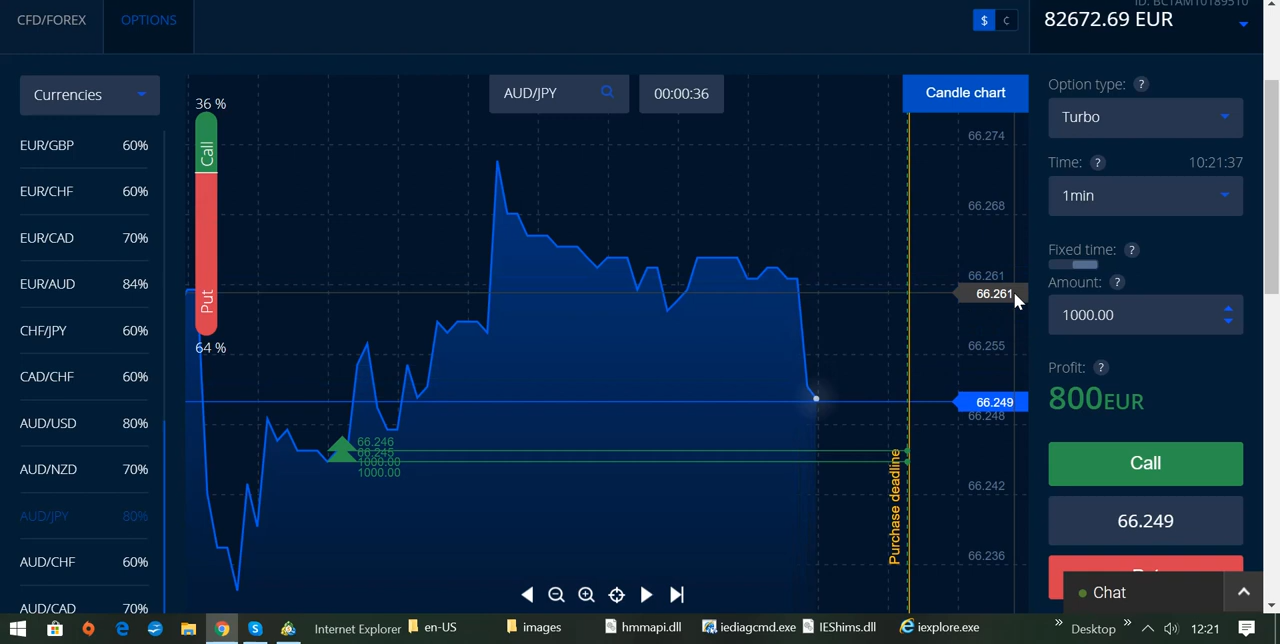 CFD/FOREX
OPTIONS
$
C
ID: BCTAM10189510
82672.69 EUR
Currencies
EUR/GBP 60%
EUR/CHF 60%
EUR/CAD 70%
EUR/AUD 84%
CHF/JPY 60%
CAD/CHF 60%
AUD/USD 80%
AUD/NZD 70%
AUD/JPY 80%
AUD/CHF 60%
AUD/CAD 70%
36 %
Call
Put
64 %
AUD/JPY
00:00:36
Candle chart
66.274
66.268
66.261
66.261
66.255
66.249
66.248
66.242
66.236
66.246
66.245
1000.00
1000.00
Purchase deadline
Option type: ?
Turbo
Time: ? 10:21:37
1min
Fixed time: ?
Amount: ?
1000.00
Profit: ?
800EUR
Call
66.249
Chat
Internet Explorer
en-US
images
hmmapi.dll
iediagcmd.exe
IEShims.dll
iexplore.exe
Desktop
12:21